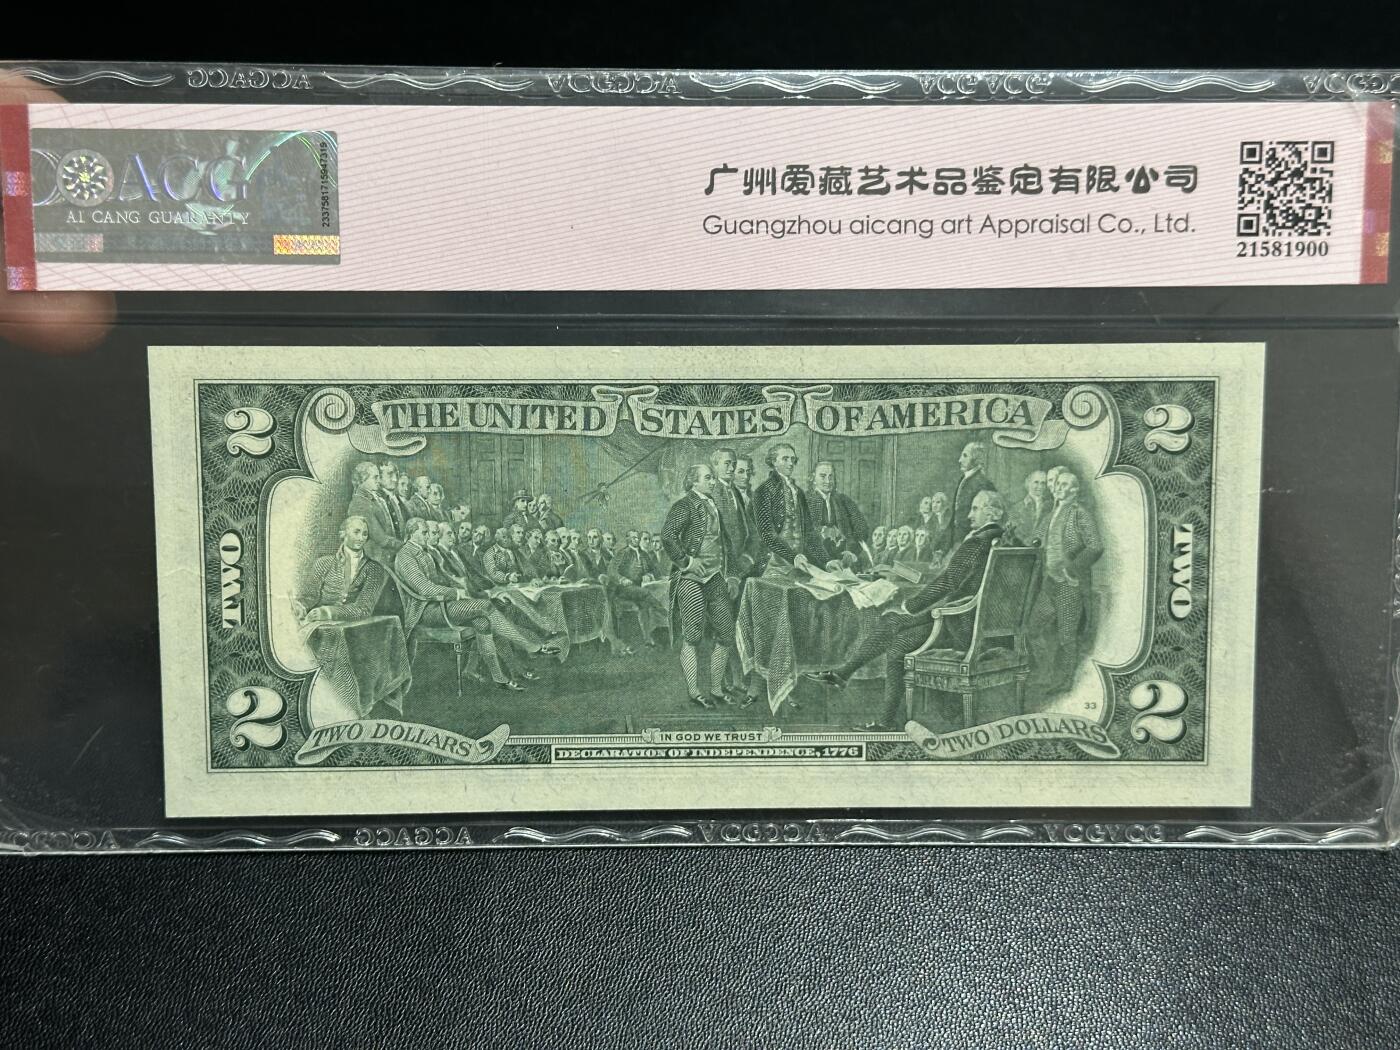 ACG
AI CANG GUARANTY
广州爱藏艺术品鉴定有限公司
Guangzhou aicang art Appraisal Co., Ltd.
21581900
THE UNITED STATES OF AMERICA
2
2
TWO
TWO
2
2
33
TWO DOLLARS
TWO DOLLARS
IN GOD WE TRUST
DECLARATION OF INDEPENDENCE, 1776